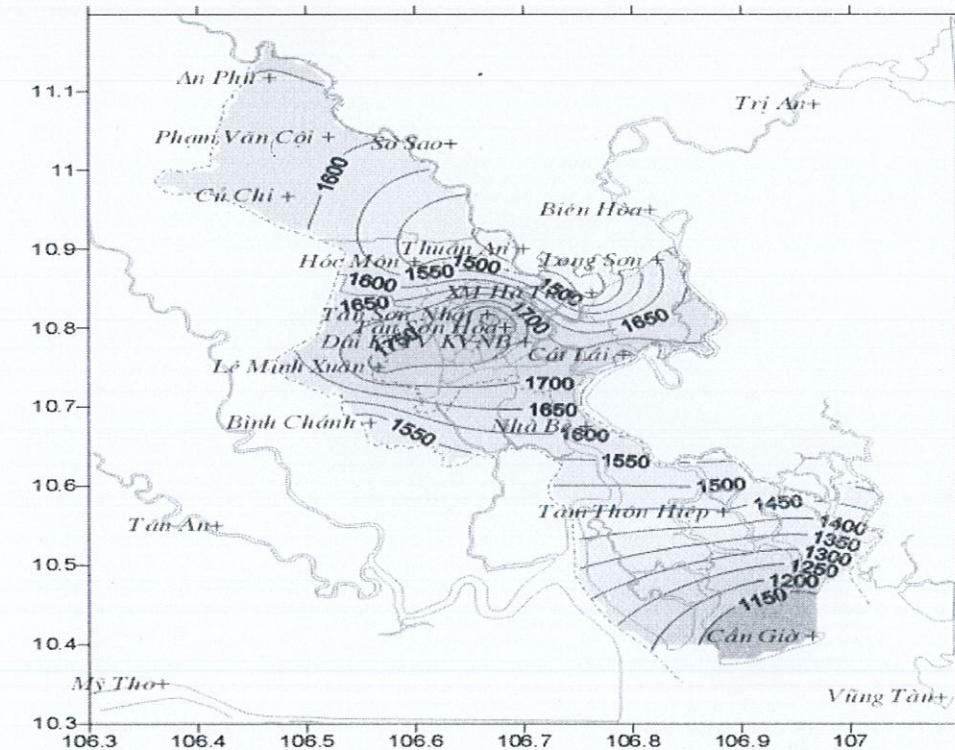 11.1
An Phú
Trị An
Phạm Văn Cội
Sở Sao
11
1600
Củ Chi
Biên Hòa
10.9
Thuận An
Hóc Môn
1550
1500
Long Sơn
1600
XM Hà
1500
1650
Tân Sơn Nhất
1700
1650
10.8
Tân Sơn Hòa
1750
Cát Lái
Lê Minh Xuân
1700
10.7
1650
Bình Chánh
1550
Nhà Bè
1600
1550
10.6
1500
1450
Tân An
Tam Thôn Hiệp
1400
1350
1300
10.5
1250
1200
1150
10.4
Cần Giờ
Mỹ Tho
Vũng Tàu
10.3
106.3 106.4 106.5 106.6 106.7 106.8 106.9 107